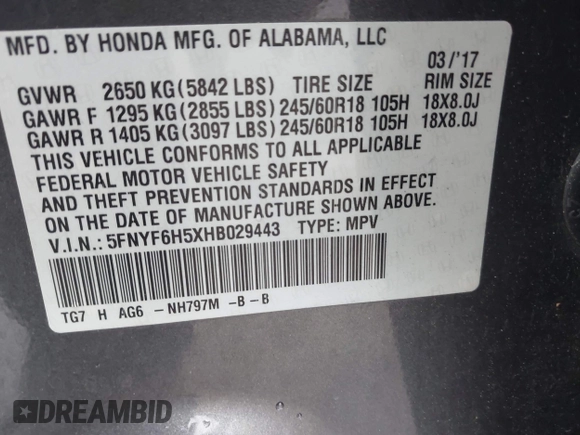 MFD. BY HONDA MFG. OF ALABAMA, LLC
03/'17
GVWR 2650 KG (5842 LBS) TIRE SIZE RIM SIZE
GAWR F 1295 KG (2855 LBS) 245/60R18 105H 18X8.0J
GAWR R 1405 KG (3097 LBS) 245/60R18 105H 18X8.0J
THIS VEHICLE CONFORMS TO ALL APPLICABLE
FEDERAL MOTOR VEHICLE SAFETY
AND THEFT PREVENTION STANDARDS IN EFFECT
ON THE DATE OF MANUFACTURE SHOWN ABOVE.
V.I.N.: 5FNYF6H5XHB029443 TYPE: MPV
TG7 H AG6 - NH797M -B - B
DREAMBID